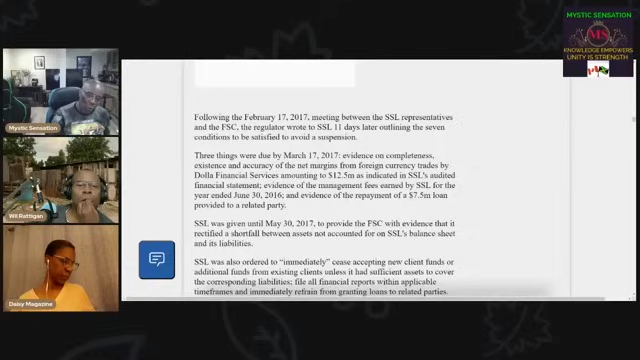 MYSTIC SENSATION
MS
KNOWLEDGE EMPOWERS
UNITY IS STRENGTH
Mystic Sensation
Wil Rattigan
Daisy Magazine
Following the February 17, 2017, meeting between the SSL representatives
and the FSC, the regulator wrote to SSL 11 days later outlining the seven
conditions to be satisfied to avoid a suspension.
Three things were due by March 17, 2017: evidence on completeness,
existence and accuracy of the net margins from foreign currency trades by
Dolla Financial Services amounting to $12.5m as indicated in SSL's audited
financial statement; evidence of the management fees earned by SSL for the
year ended June 30, 2016; and evidence of the repayment of a $7.5m loan
provided to a related party.
SSL was given until May 30, 2017, to provide the FSC with evidence that it
rectified a shortfall between assets not accounted for on SSL's balance sheet
and its liabilities.
SSL was also ordered to “immediately” cease accepting new client funds or
additional funds from existing clients unless it had sufficient assets to cover
the corresponding liabilities; file all financial reports within applicable
timeframes and immediately refrain from granting loans to related parties.